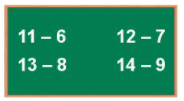 11 – 6 12 – 7
13 – 8 14 – 9